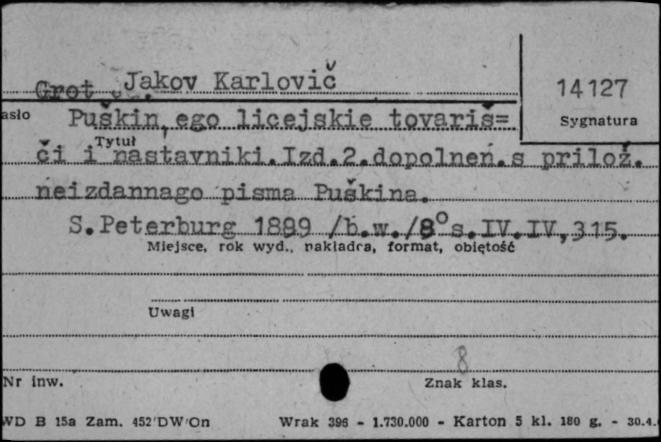 Grot Jakov Karlovič
14127
asło
Sygnatura
Puškin, ego licejskie tovariš=
Tytuł
či i nastavniki. Izd.2.dopolnen.s prilož.
neizdannago pisma Puškina.
S.Peterburg 1889 /b.w./8° s.IV.IV,315.
Miejsce, rok wyd., nakładca, format, objętość
Uwagi
8
Nr inw.
Znak klas.
WD B 15a Zam. 452 DW On Wrak 396 - 1.730.000 - Karton 5 kl. 180 g. - 30.4.